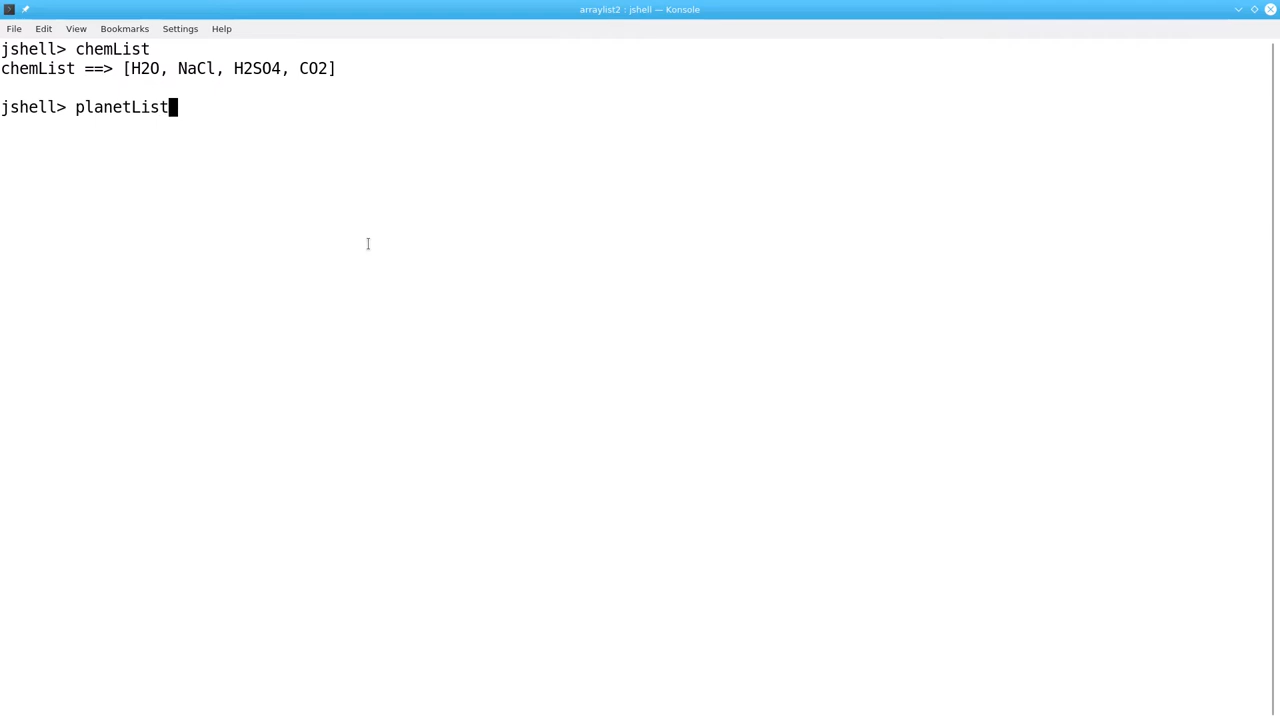 arraylist2 : jshell — Konsole
File Edit View Bookmarks Settings Help
jshell> chemList
chemList ==> [H2O, NaCl, H2SO4, CO2]
jshell> planetList